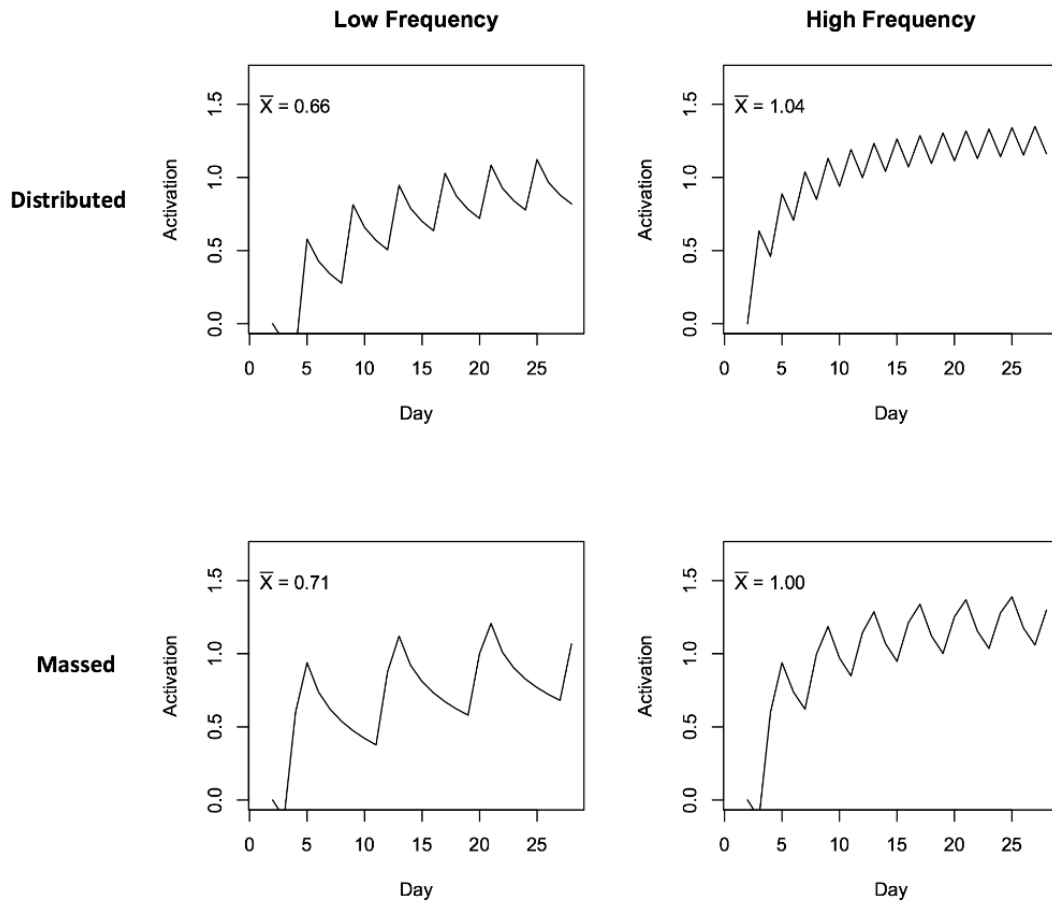 Low Frequency
High Frequency
Distributed
Activation
0.0 0.5 1.0 1.5
X̅ = 0.66
0 5 10 15 20 25
Day
Activation
0.0 0.5 1.0 1.5
X̅ = 1.04
0 5 10 15 20 25
Day
Massed
Activation
0.0 0.5 1.0 1.5
X̅ = 0.71
0 5 10 15 20 25
Day
Activation
0.0 0.5 1.0 1.5
X̅ = 1.00
0 5 10 15 20 25
Day